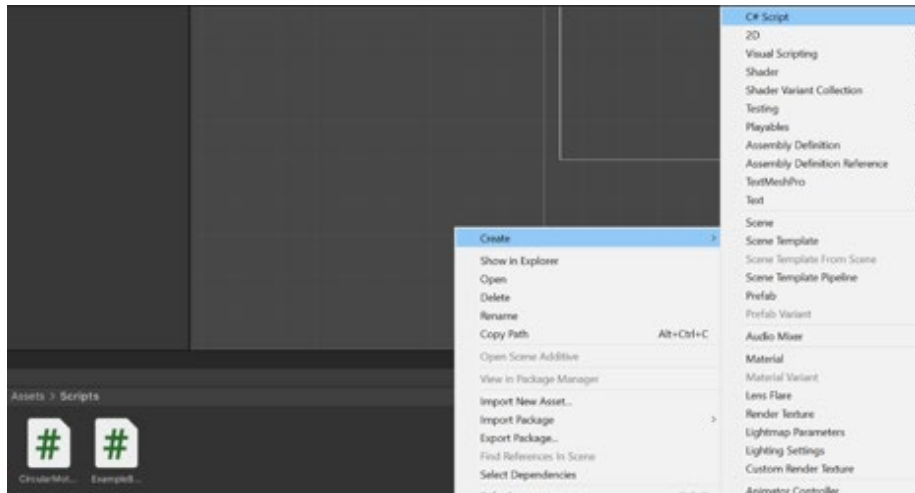 C# Script
2D
Visual Scripting
Shader
Shader Variant Collection
Testing
Playables
Assembly Definition
Assembly Definition Reference
TextMeshPro
Text
Scene
Scene Template
Scene Template From Scene
Scene Template Pipeline
Prefab
Prefab Variant
Audio Mixer
Material
Material Variant
Lens Flare
Render Texture
Lightmap Parameters
Lighting Settings
Custom Render Texture
Animator Controller
Create >
Show in Explorer
Open
Delete
Rename
Copy Path Alt+Ctrl+C
Open Scene Additive
View in Package Manager
Import New Asset...
Import Package >
Export Package...
Find References In Scene
Select Dependencies
Assets > Scripts
# #
CircularMot... ExampleB...